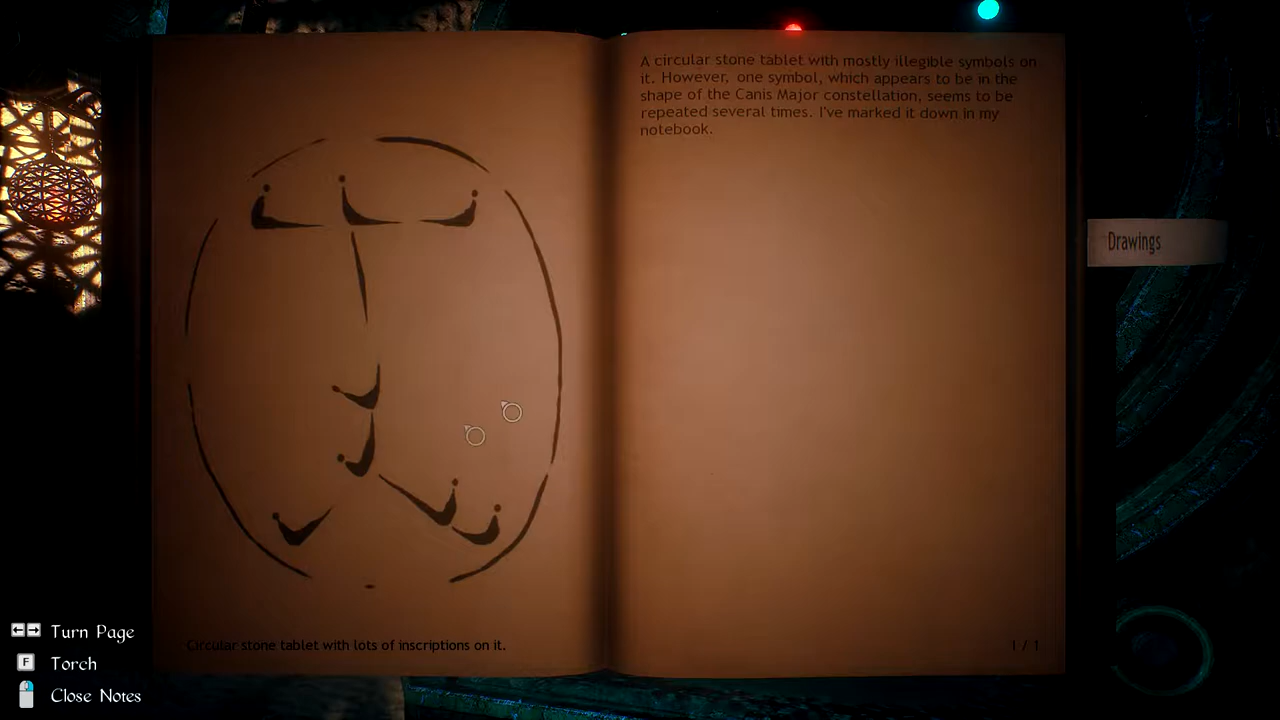 A circular stone tablet with mostly illegible symbols on
it. However, one symbol, which appears to be in the
shape of the Canis Major constellation, seems to be
repeated several times. I've marked it down in my
notebook.
Drawings
Circular stone tablet with lots of inscriptions on it.
1 / 1
Turn Page
F Torch
Close Notes